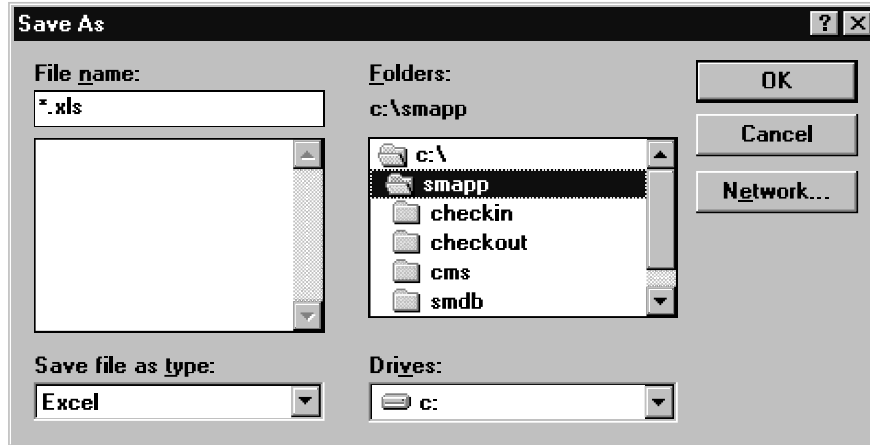 Save As
File name:
*.xls
Save file as type:
Excel
Folders:
c:\smapp
c:\
smapp
checkin
checkout
cms
smdb
Drives:
c:
OK
Cancel
Network...